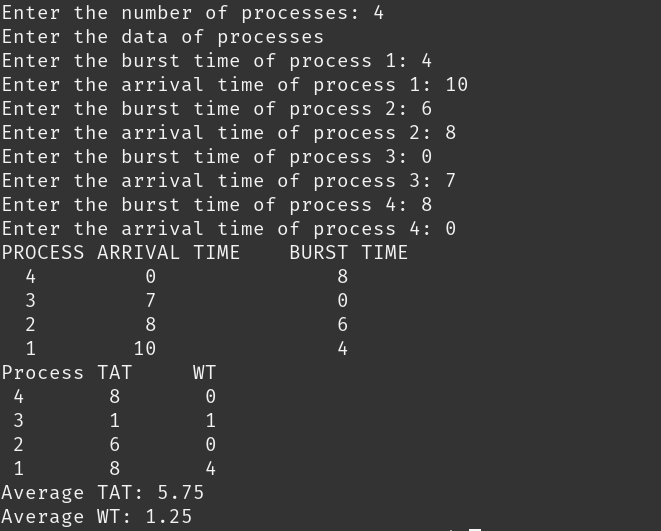 Enter the number of processes: 4
Enter the data of processes
Enter the burst time of process 1: 4
Enter the arrival time of process 1: 10
Enter the burst time of process 2: 6
Enter the arrival time of process 2: 8
Enter the burst time of process 3: 0
Enter the arrival time of process 3: 7
Enter the burst time of process 4: 8
Enter the arrival time of process 4: 0
PROCESS ARRIVAL TIME    BURST TIME
  4         0               8
  3         7               0
  2         8               6
  1        10               4
Process TAT     WT
 4       8       0
 3       1       1
 2       6       0
 1       8       4
Average TAT: 5.75
Average WT: 1.25